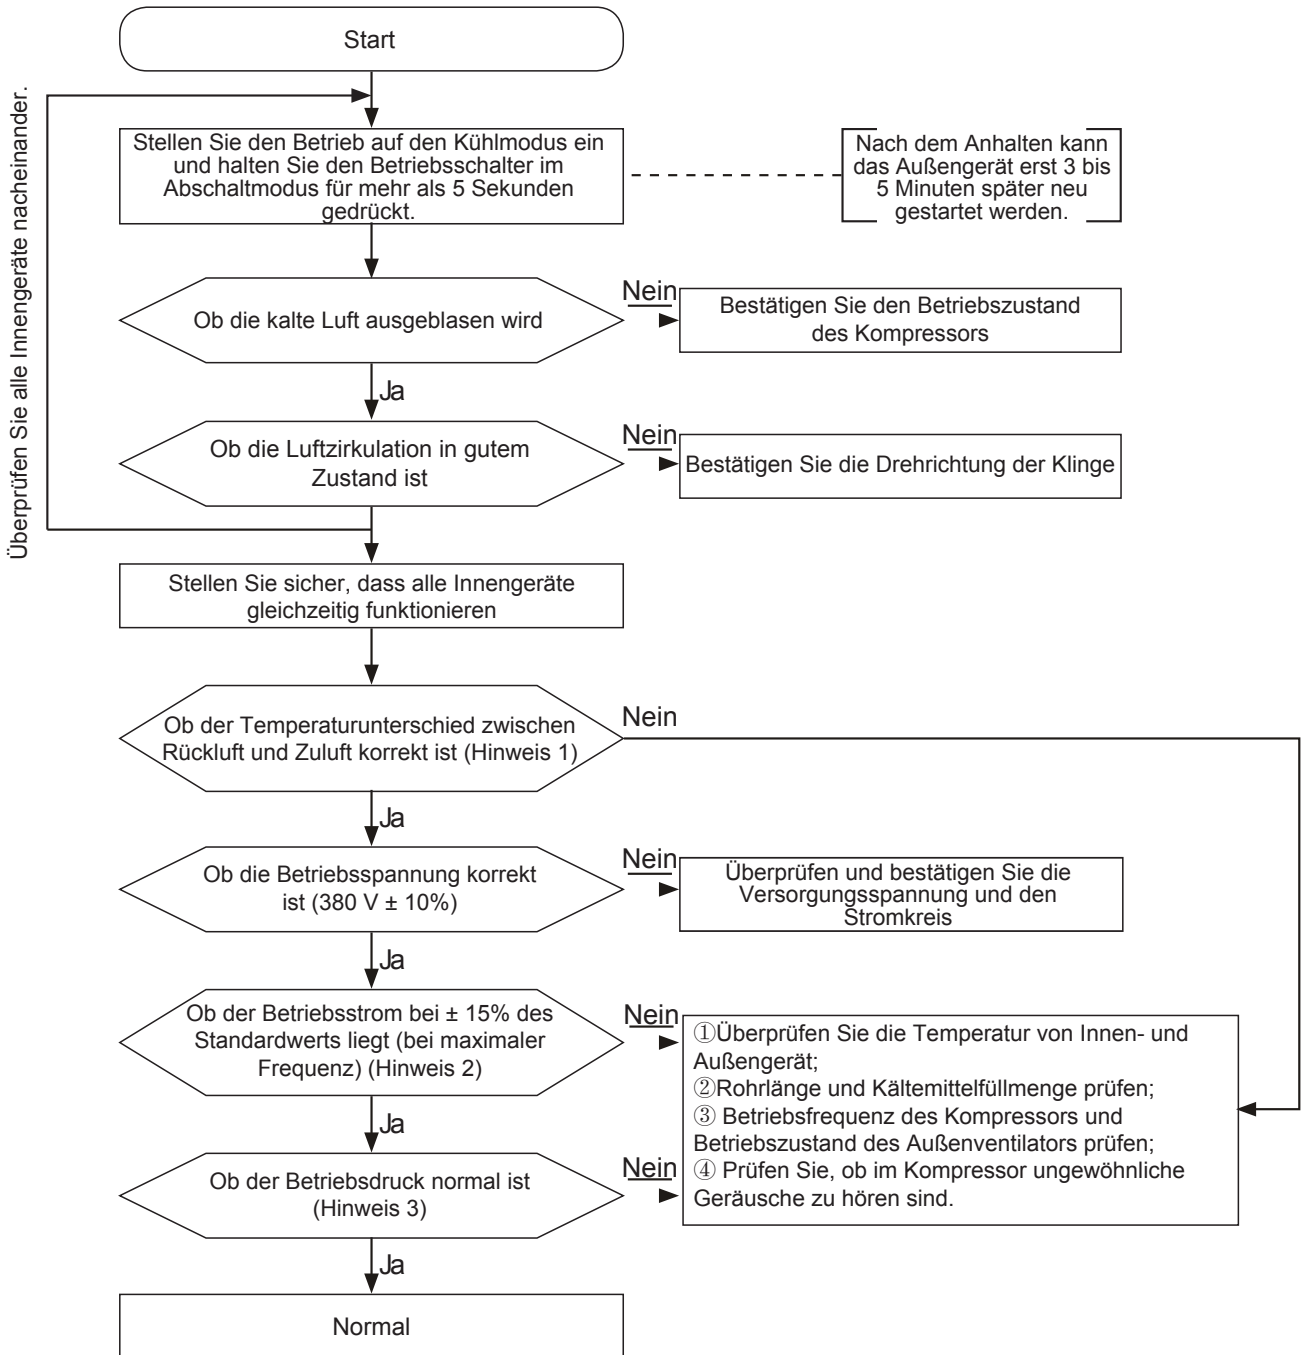 Start
Überprüfen Sie alle Innengeräte nacheinander.
Stellen Sie den Betrieb auf den Kühlmodus ein
und halten Sie den Betriebsschalter im
Abschaltmodus für mehr als 5 Sekunden
gedrückt.
Nach dem Anhalten kann
das Außengerät erst 3 bis
5 Minuten später neu
gestartet werden.
Ob die kalte Luft ausgeblasen wird
Nein
Bestätigen Sie den Betriebszustand
des Kompressors
Ja
Ob die Luftzirkulation in gutem
Zustand ist
Nein
Bestätigen Sie die Drehrichtung der Klinge
Stellen Sie sicher, dass alle Innengeräte
gleichzeitig funktionieren
Ob der Temperaturunterschied zwischen
Rückluft und Zuluft korrekt ist (Hinweis 1)
Nein
Ja
Ob die Betriebsspannung korrekt
ist (380 V ± 10%)
Nein
Überprüfen und bestätigen Sie die
Versorgungsspannung und den
Stromkreis
Ja
Ob der Betriebsstrom bei ± 15% des
Standardwerts liegt (bei maximaler
Frequenz) (Hinweis 2)
Nein
①Überprüfen Sie die Temperatur von Innen- und
Außengerät;
②Rohrlänge und Kältemittelfüllmenge prüfen;
③ Betriebsfrequenz des Kompressors und
Betriebszustand des Außenventilators prüfen;
④ Prüfen Sie, ob im Kompressor ungewöhnliche
Geräusche zu hören sind.
Ja
Ob der Betriebsdruck normal ist
(Hinweis 3)
Nein
Ja
Normal